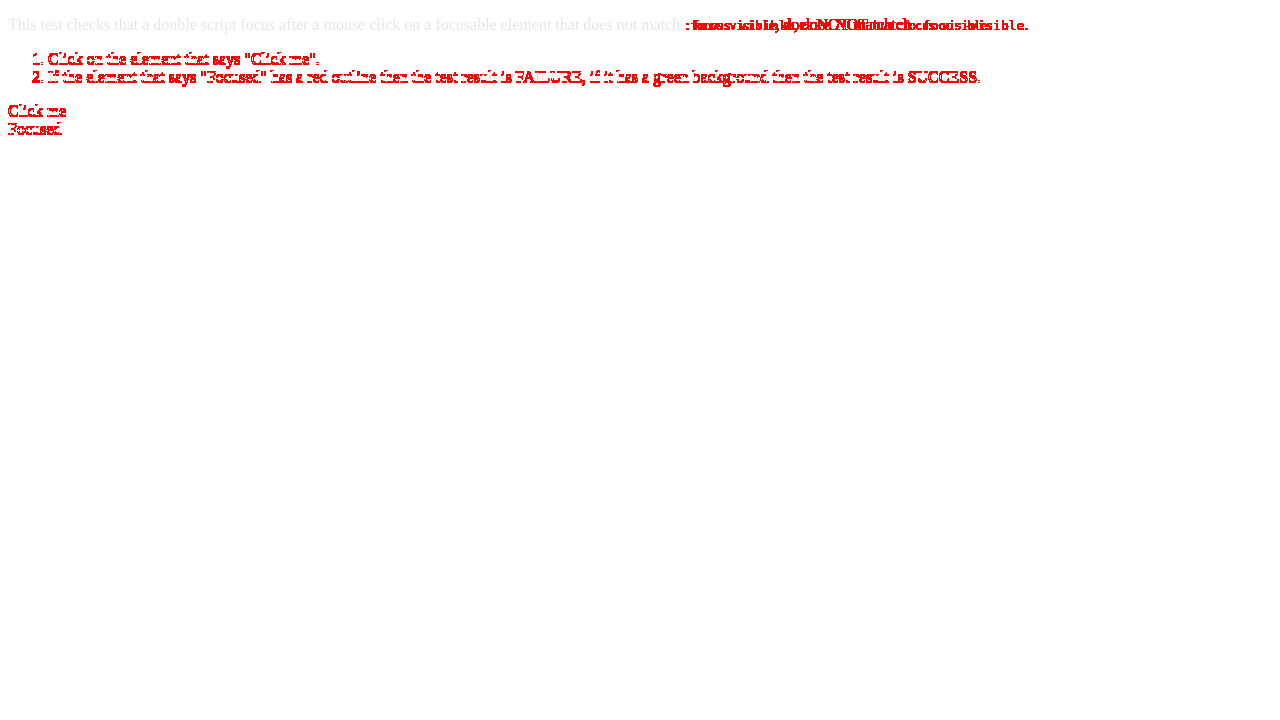 This test checks that a double script focus after a mouse click on a focusable element that does not match :focus-visible, does NOT match :focus-visible.
1. Click on the element that says "Click me".
2. If the element that says "Focused" has a red outline then the test result is FAILURE, if it has a green background then the test result is SUCCESS.
Click me
Focused